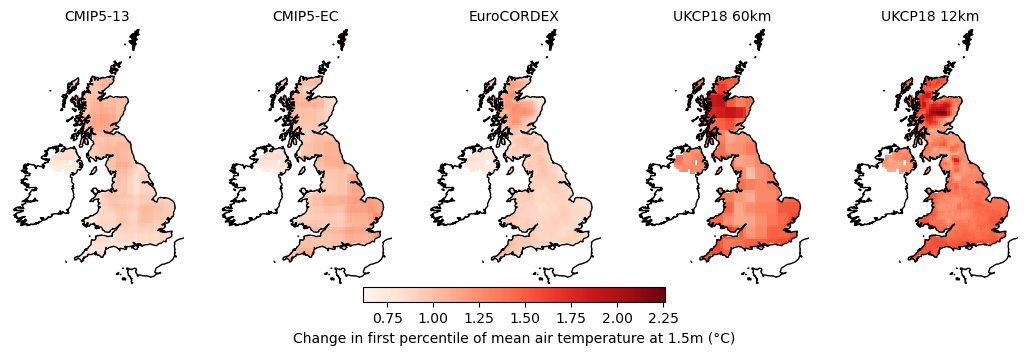 CMIP5-13 CMIP5-EC EuroCORDEX UKCP18 60km UKCP18 12km
0.75 1.00 1.25 1.50 1.75 2.00 2.25
Change in first percentile of mean air temperature at 1.5m (°C)